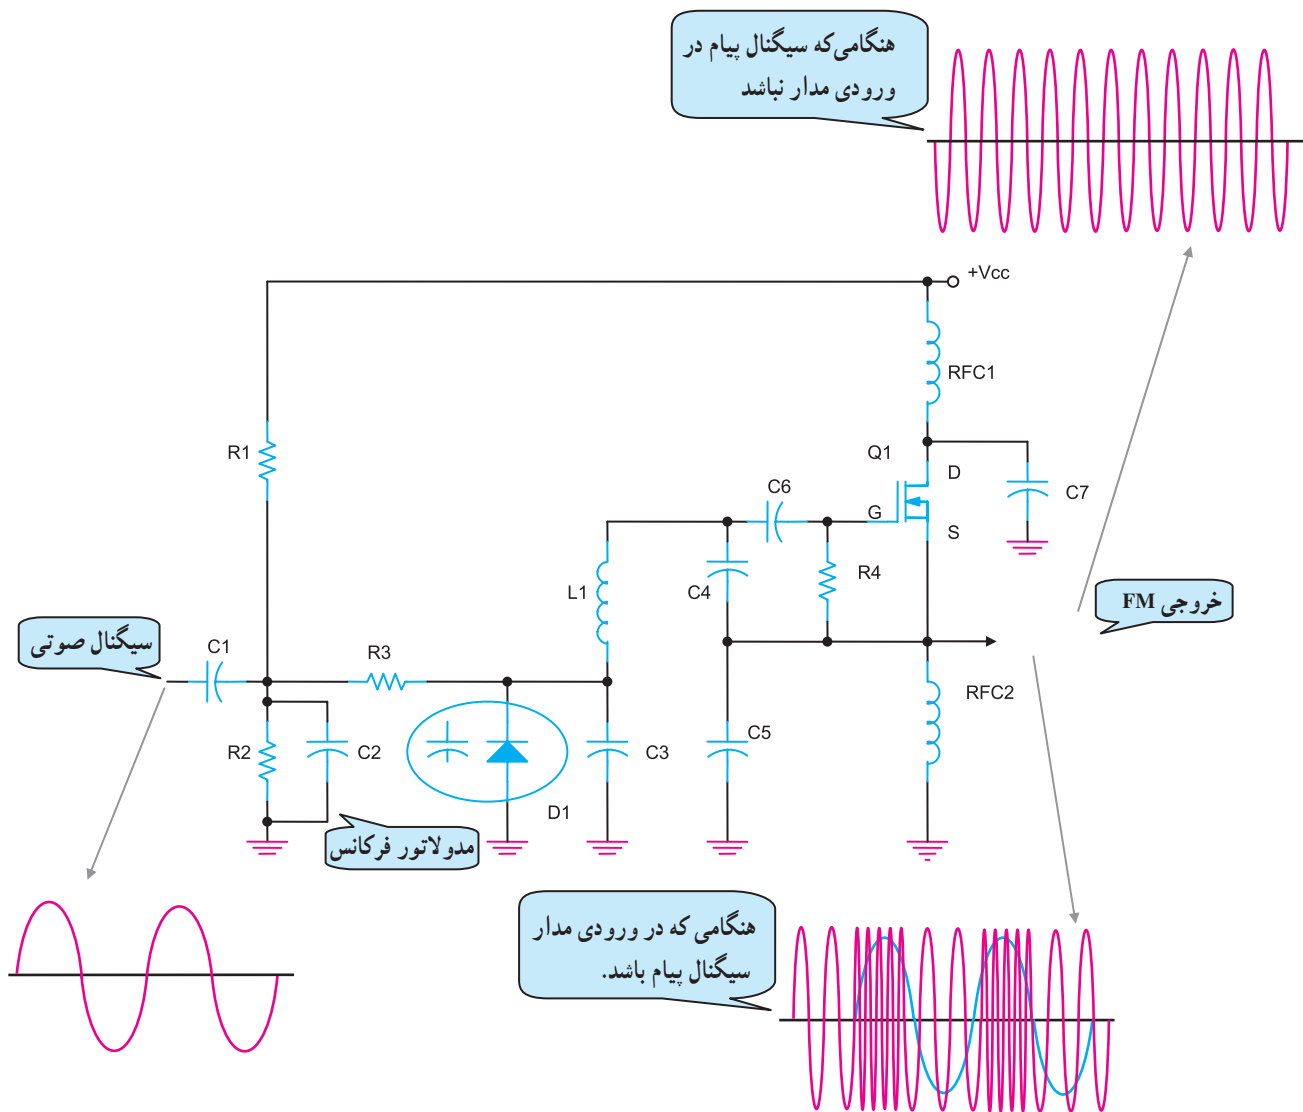 هنگامی‌که سیگنال پیام در
ورودی مدار نباشد
+Vcc
RFC1
R1
Q1
D
C6
C7
G
S
R4
L1
C4
خروجی FM
سیگنال صوتی
C1
R3
RFC2
R2
C2
C3
C5
D1
مدولاتور فرکانس
هنگامی که در ورودی مدار
سیگنال پیام باشد.